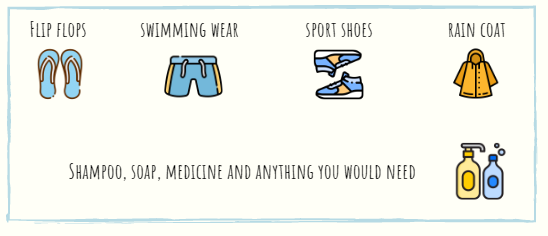 Flip flops
swimming wear
sport shoes
rain coat
Shampoo, soap, medicine and anything you would need